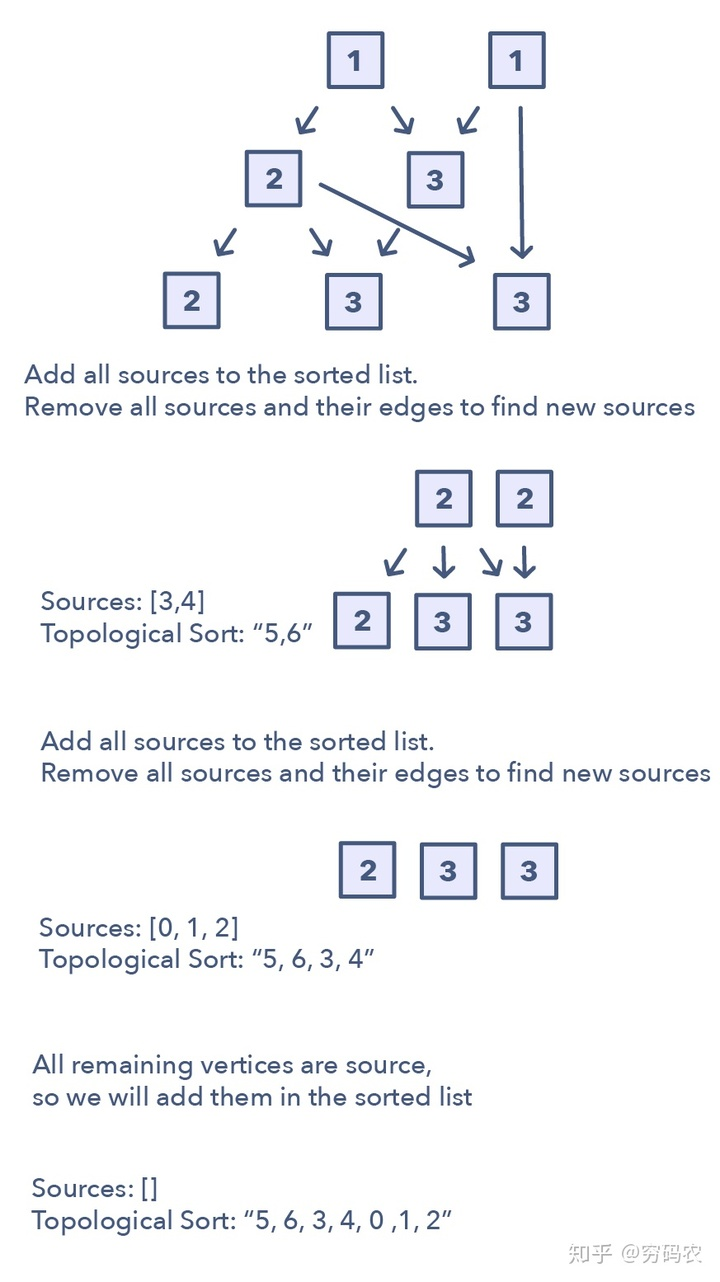 1 1
2 3
2 3 3
Add all sources to the sorted list.
Remove all sources and their edges to find new sources
2 2
Sources: [3,4]
Topological Sort: “5,6”
2 3 3
Add all sources to the sorted list.
Remove all sources and their edges to find new sources
2 3 3
Sources: [0, 1, 2]
Topological Sort: “5, 6, 3, 4”
All remaining vertices are source,
so we will add them in the sorted list
Sources: []
Topological Sort: “5, 6, 3, 4, 0 ,1, 2”
知乎 @穷码农